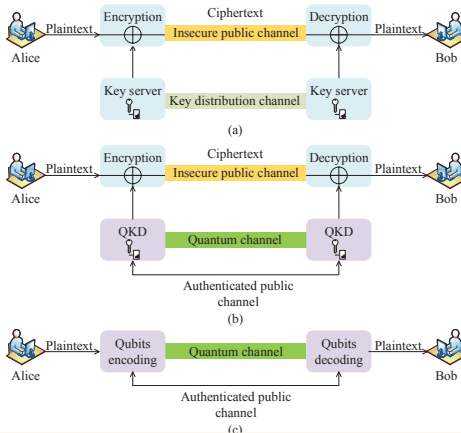 Encryption
Ciphertext
Decryption
Plaintext
Insecure public channel
Plaintext
Alice
Bob
Key server
Key distribution channel
Key server
(a)
Encryption
Ciphertext
Decryption
Plaintext
Insecure public channel
Plaintext
Alice
Bob
QKD
Quantum channel
QKD
Authenticated public
channel
(b)
Plaintext
Qubits
encoding
Quantum channel
Qubits
decoding
Plaintext
Alice
Bob
Authenticated public
channel
(c)